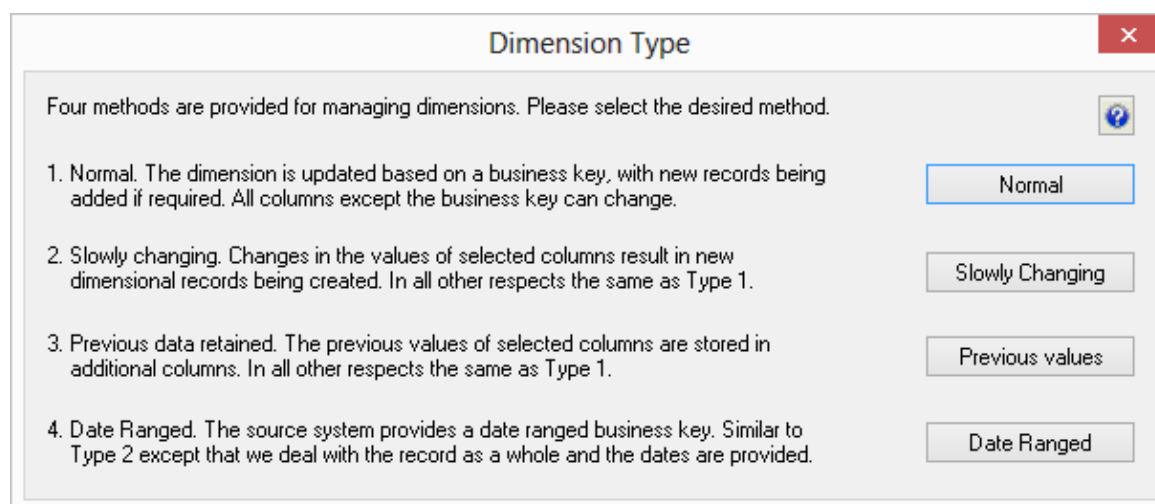 Dimension Type
Four methods are provided for managing dimensions. Please select the desired method.
1. Normal. The dimension is updated based on a business key, with new records being
added if required. All columns except the business key can change.
Normal
2. Slowly changing. Changes in the values of selected columns result in new
dimensional records being created. In all other respects the same as Type 1.
Slowly Changing
3. Previous data retained. The previous values of selected columns are stored in
additional columns. In all other respects the same as Type 1.
Previous values
4. Date Ranged. The source system provides a date ranged business key. Similar to
Type 2 except that we deal with the record as a whole and the dates are provided.
Date Ranged